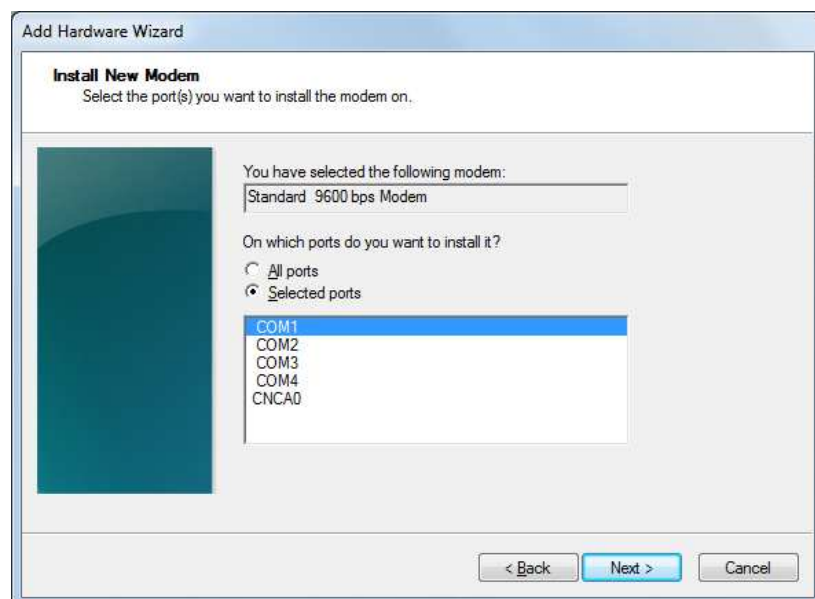 Add Hardware Wizard
Install New Modem
Select the port(s) you want to install the modem on.
You have selected the following modem:
Standard 9600 bps Modem
On which ports do you want to install it?
All ports
Selected ports
COM1
COM2
COM3
COM4
CNCA0
< Back Next > Cancel